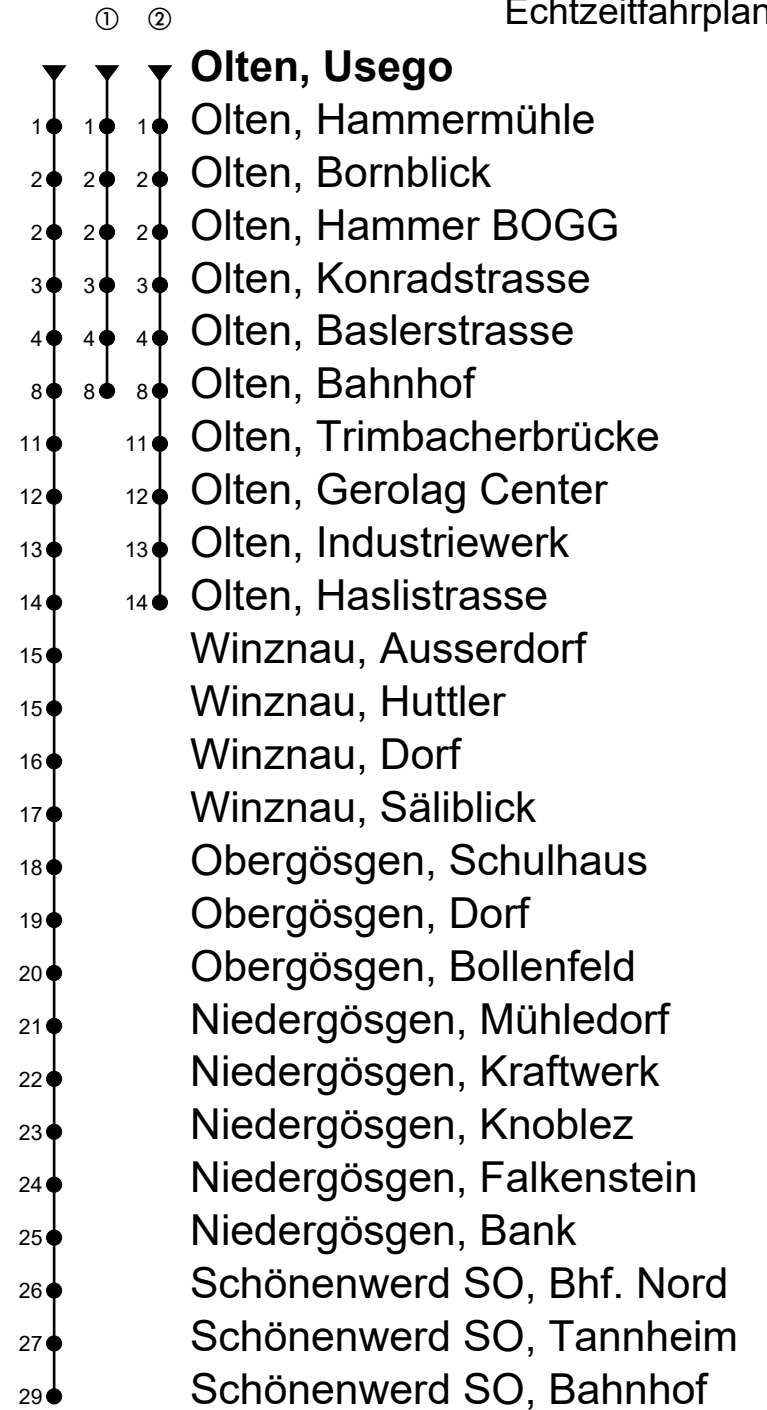 ① ② Echtzeitfahrplan
Olten, Usego
1 1 1 Olten, Hammermühle
2 2 2 Olten, Bornblick
2 2 2 Olten, Hammer BOGG
3 3 3 Olten, Konradstrasse
4 4 4 Olten, Baslerstrasse
8 8 8 Olten, Bahnhof
11 11 Olten, Trimbacherbrücke
12 12 Olten, Gerolag Center
13 13 Olten, Industriewerk
14 14 Olten, Haslistrasse
15 Winznau, Ausserdorf
15 Winznau, Huttler
16 Winznau, Dorf
17 Winznau, Säliblick
18 Obergösgen, Schulhaus
19 Obergösgen, Dorf
20 Obergösgen, Bollenfeld
21 Niedergösgen, Mühledorf
22 Niedergösgen, Kraftwerk
23 Niedergösgen, Knoblez
24 Niedergösgen, Falkenstein
25 Niedergösgen, Bank
26 Schönenwerd SO, Bhf. Nord
27 Schönenwerd SO, Tannheim
29 Schönenwerd SO, Bahnhof